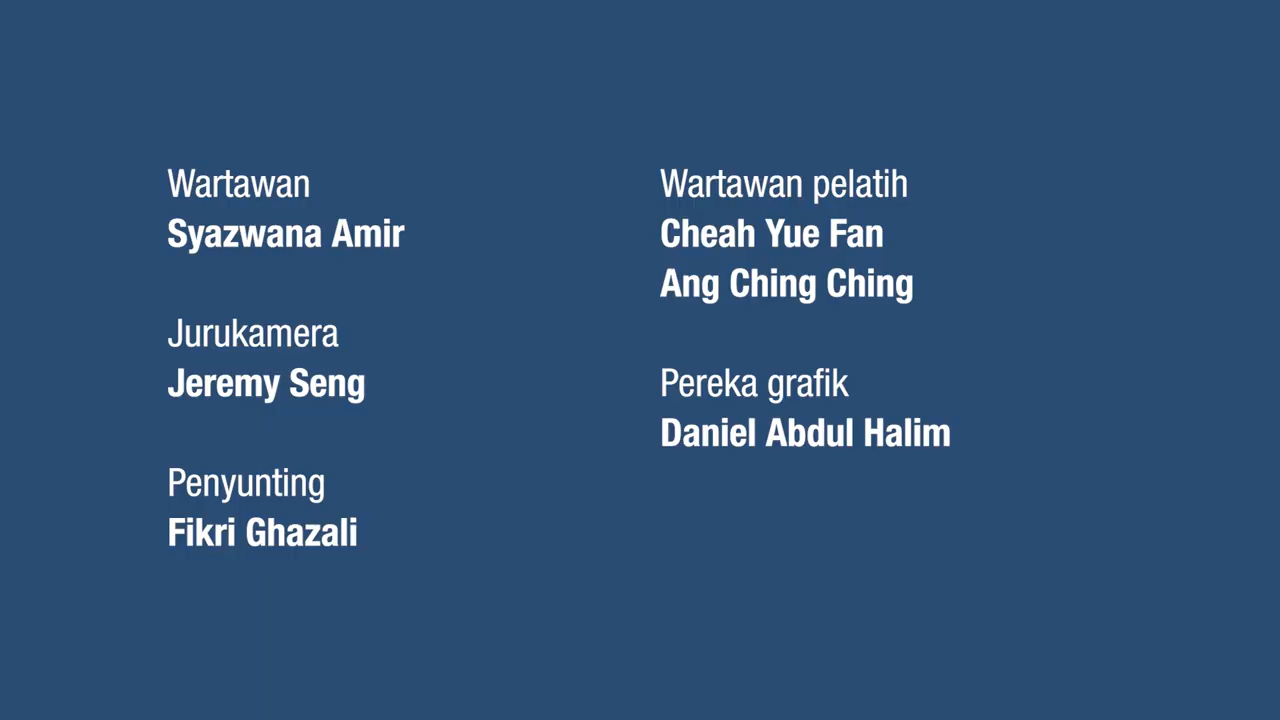 Wartawan
Syazwana Amir
Jurukamera
Jeremy Seng
Penyunting
Fikri Ghazali
Wartawan pelatih
Cheah Yue Fan
Ang Ching Ching
Pereka grafik
Daniel Abdul Halim